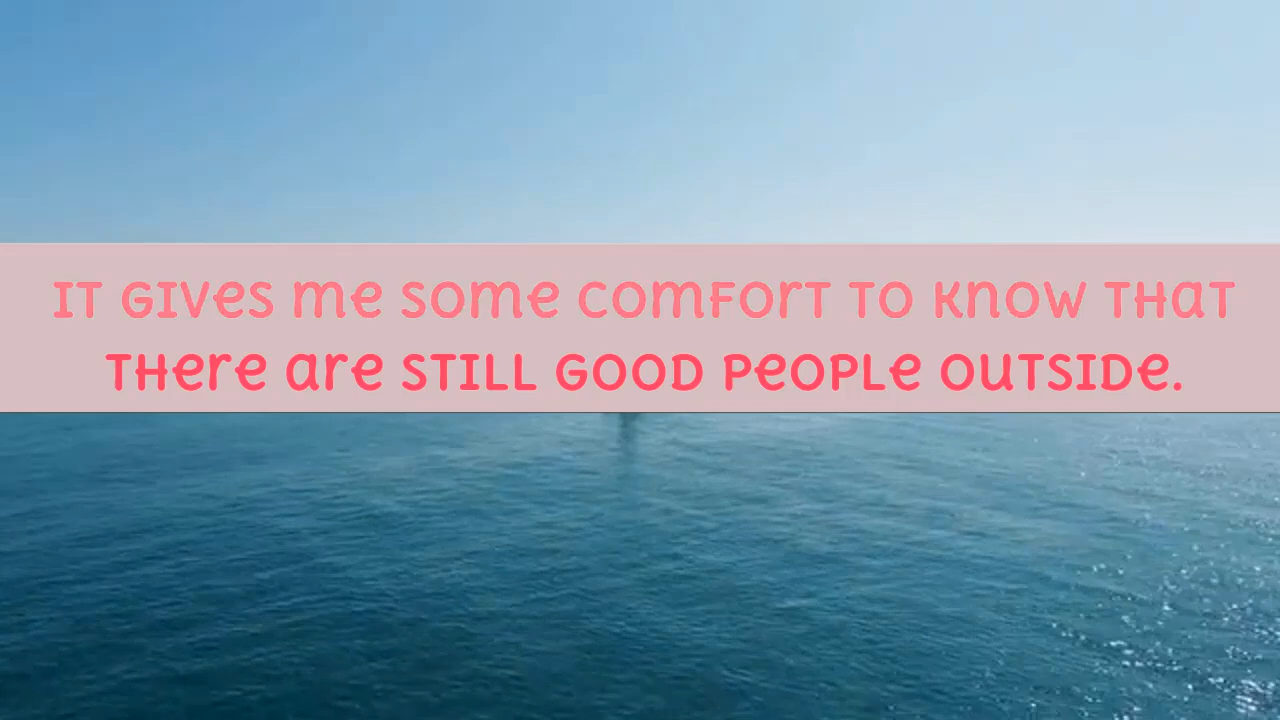 IT GIVES me SOME COMFORT TO KNOW THAT
THERE are STILL GOOD PEOPLE OUTSIDE.